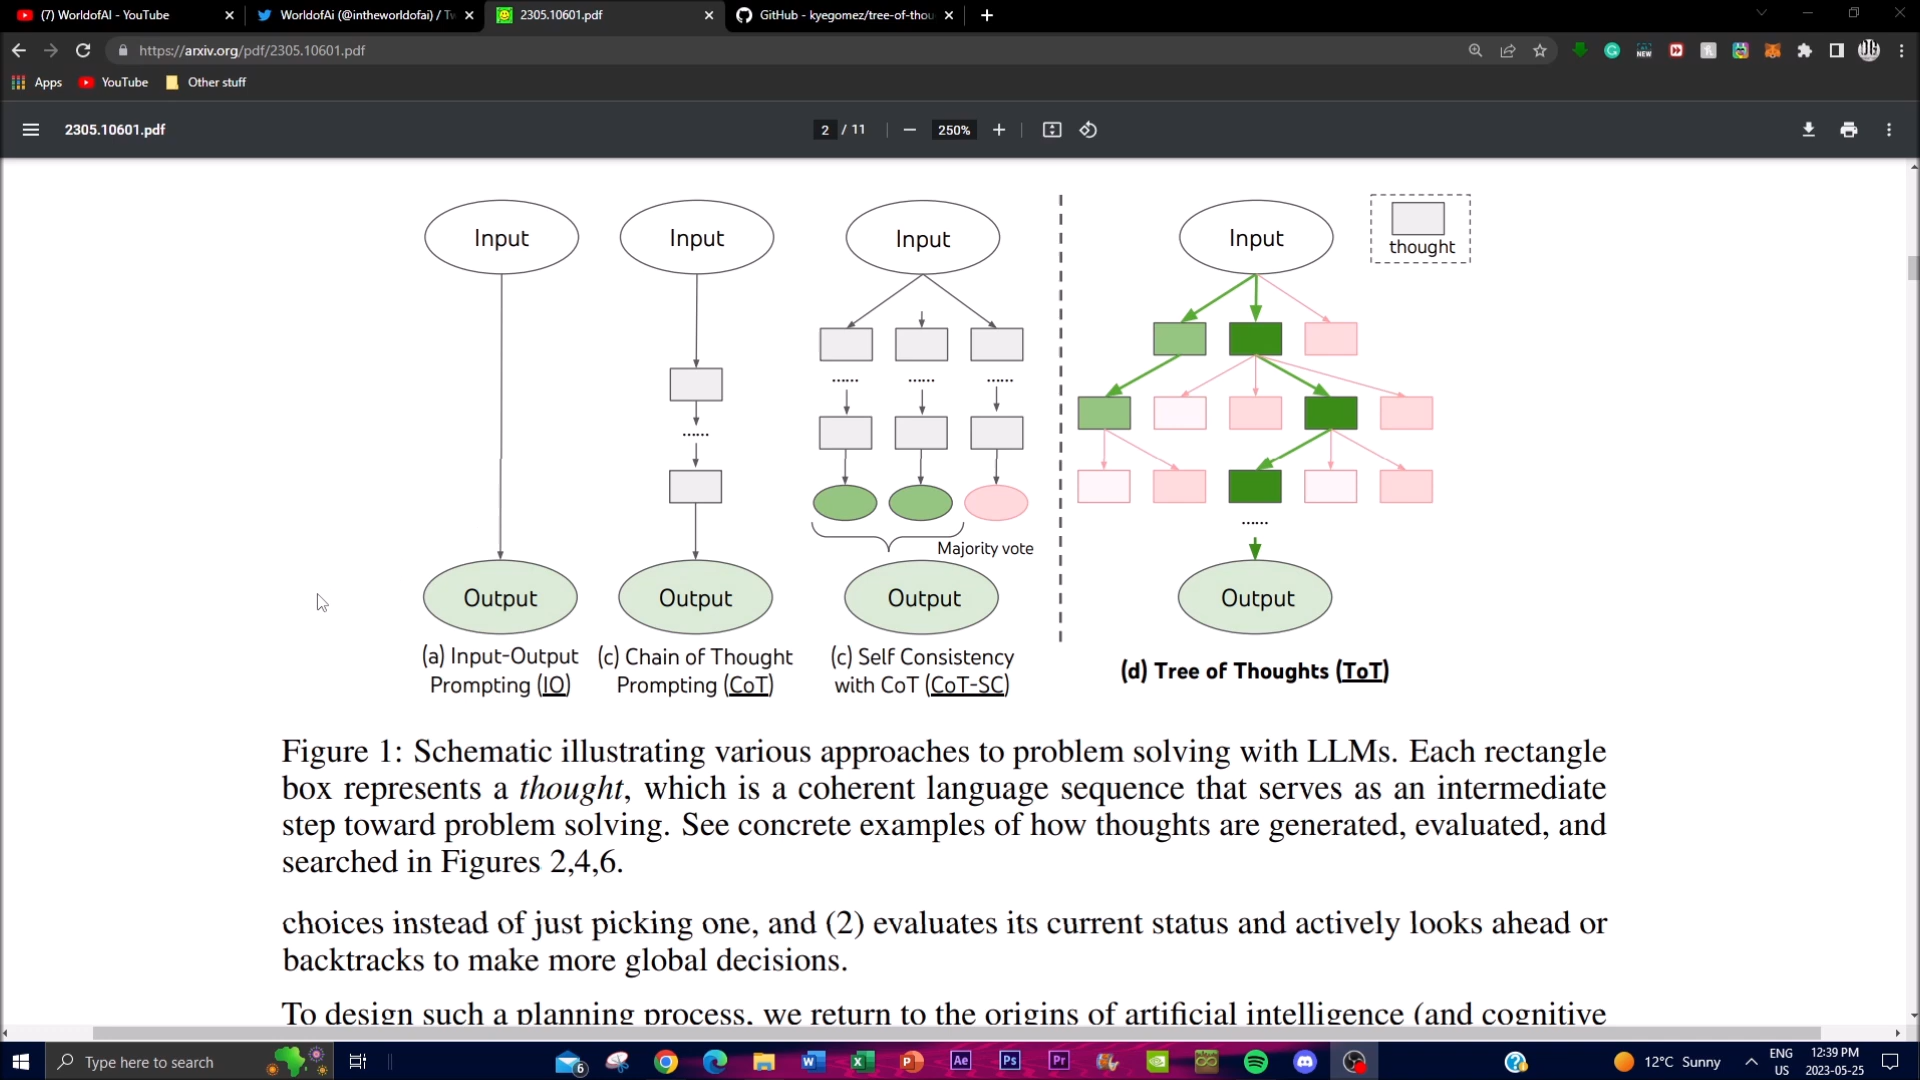 (7) WorldofAI - YouTube
WorldofAi (@intheworldofai) / Tw
2305.10601.pdf
GitHub - kyegomez/tree-of-thou
https://arxiv.org/pdf/2305.10601.pdf
NEW
Apps
YouTube
Other stuff
2305.10601.pdf
2 / 11
250%
Input
Input
Input
Input
thought
......
......
......
......
......
Majority vote
Output
Output
Output
Output
(a) Input-Output
Prompting (IO)
(c) Chain of Thought
Prompting (CoT)
(c) Self Consistency
with CoT (CoT-SC)
(d) Tree of Thoughts (ToT)
Figure 1: Schematic illustrating various approaches to problem solving with LLMs. Each rectangle
box represents a thought, which is a coherent language sequence that serves as an intermediate
step toward problem solving. See concrete examples of how thoughts are generated, evaluated, and
searched in Figures 2,4,6.
choices instead of just picking one, and (2) evaluates its current status and actively looks ahead or
backtracks to make more global decisions.
To design such a planning process, we return to the origins of artificial intelligence (and cognitive
Type here to search
6
Ae
Ps
Pr
12°C Sunny
ENG
US
12:39 PM
2023-05-25